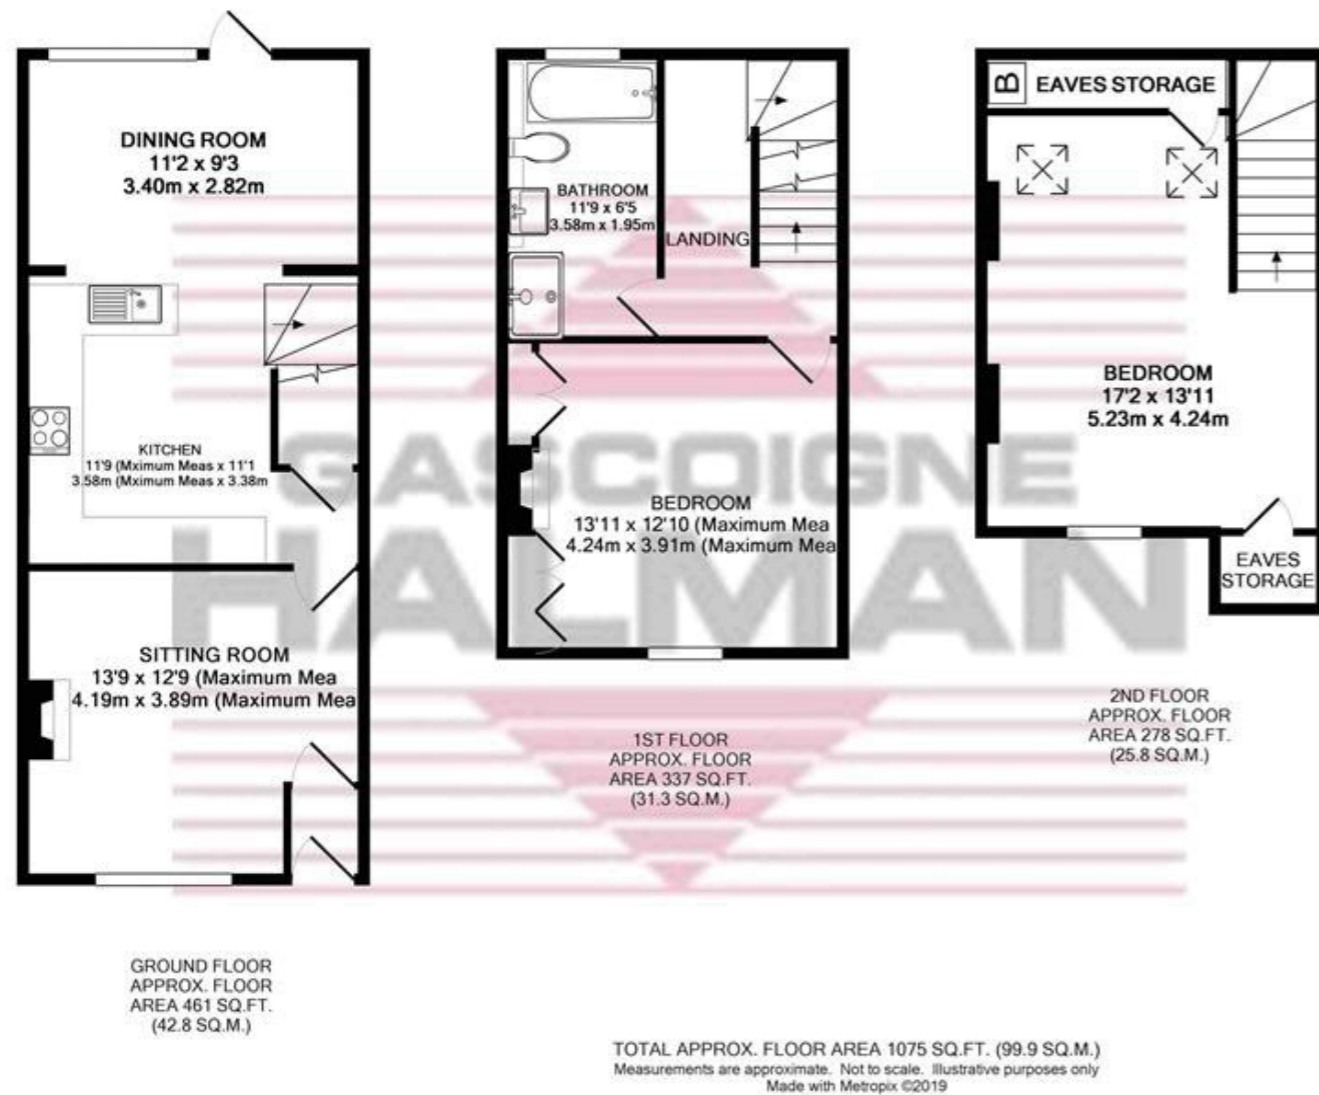 DINING ROOM
11'2 x 9'3
3.40m x 2.82m
KITCHEN
11'9 (Mximum Meas x 11'1
3.58m (Mximum Meas x 3.38m
SITTING ROOM
13'9 x 12'9 (Maximum Mea
4.19m x 3.89m (Maximum Mea
GROUND FLOOR
APPROX. FLOOR
AREA 461 SQ.FT.
(42.8 SQ.M.)
BATHROOM
11'9 x 6'5
3.58m x 1.95m
LANDING
BEDROOM
13'11 x 12'10 (Maximum Mea
4.24m x 3.91m (Maximum Mea
1ST FLOOR
APPROX. FLOOR
AREA 337 SQ.FT.
(31.3 SQ.M.)
B
EAVES STORAGE
BEDROOM
17'2 x 13'11
5.23m x 4.24m
EAVES
STORAGE
2ND FLOOR
APPROX. FLOOR
AREA 278 SQ.FT.
(25.8 SQ.M.)
GASCOIGNE
HALMAN
TOTAL APPROX. FLOOR AREA 1075 SQ.FT. (99.9 SQ.M.)
Measurements are approximate. Not to scale. Illustrative purposes only
Made with Metropix ©2019